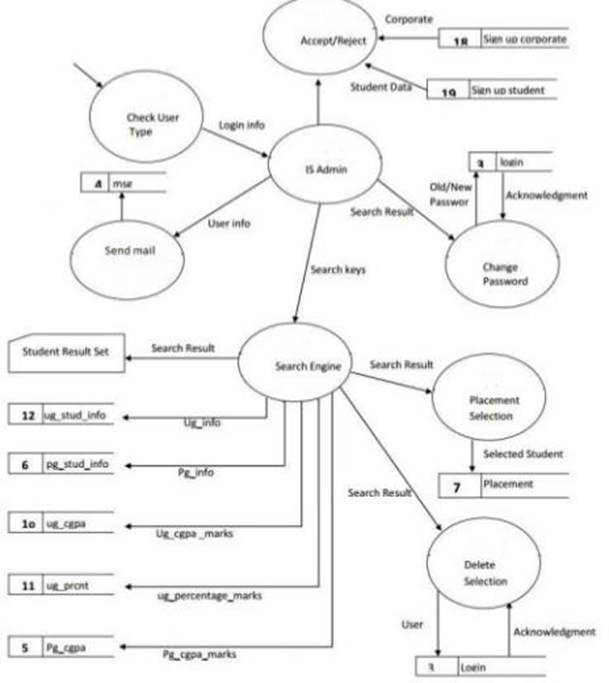 Corporate
Accept/Reject
18 Sign up corporate
Student Data
19 Sign up student
Check User
Type
Login info
IS Admin
3 login
4 mse
Old/New
Passwor
Acknowledgment
Search Result
User info
Send mail
Change
Password
Search keys
Student Result Set
Search Result
Search Engine
Search Result
Placement
Selection
12 ug_stud_info
Ug_info
Selected Student
6 pg_stud_info
Pg_info
7 Placement
Search Result
1o ug_cgpa
Ug_cgpa _marks
Delete
Selection
11 ug_prcnt
ug_percentage_marks
User
Acknowledgment
5 Pg_cgpa
Pg_cgpa_marks
Login